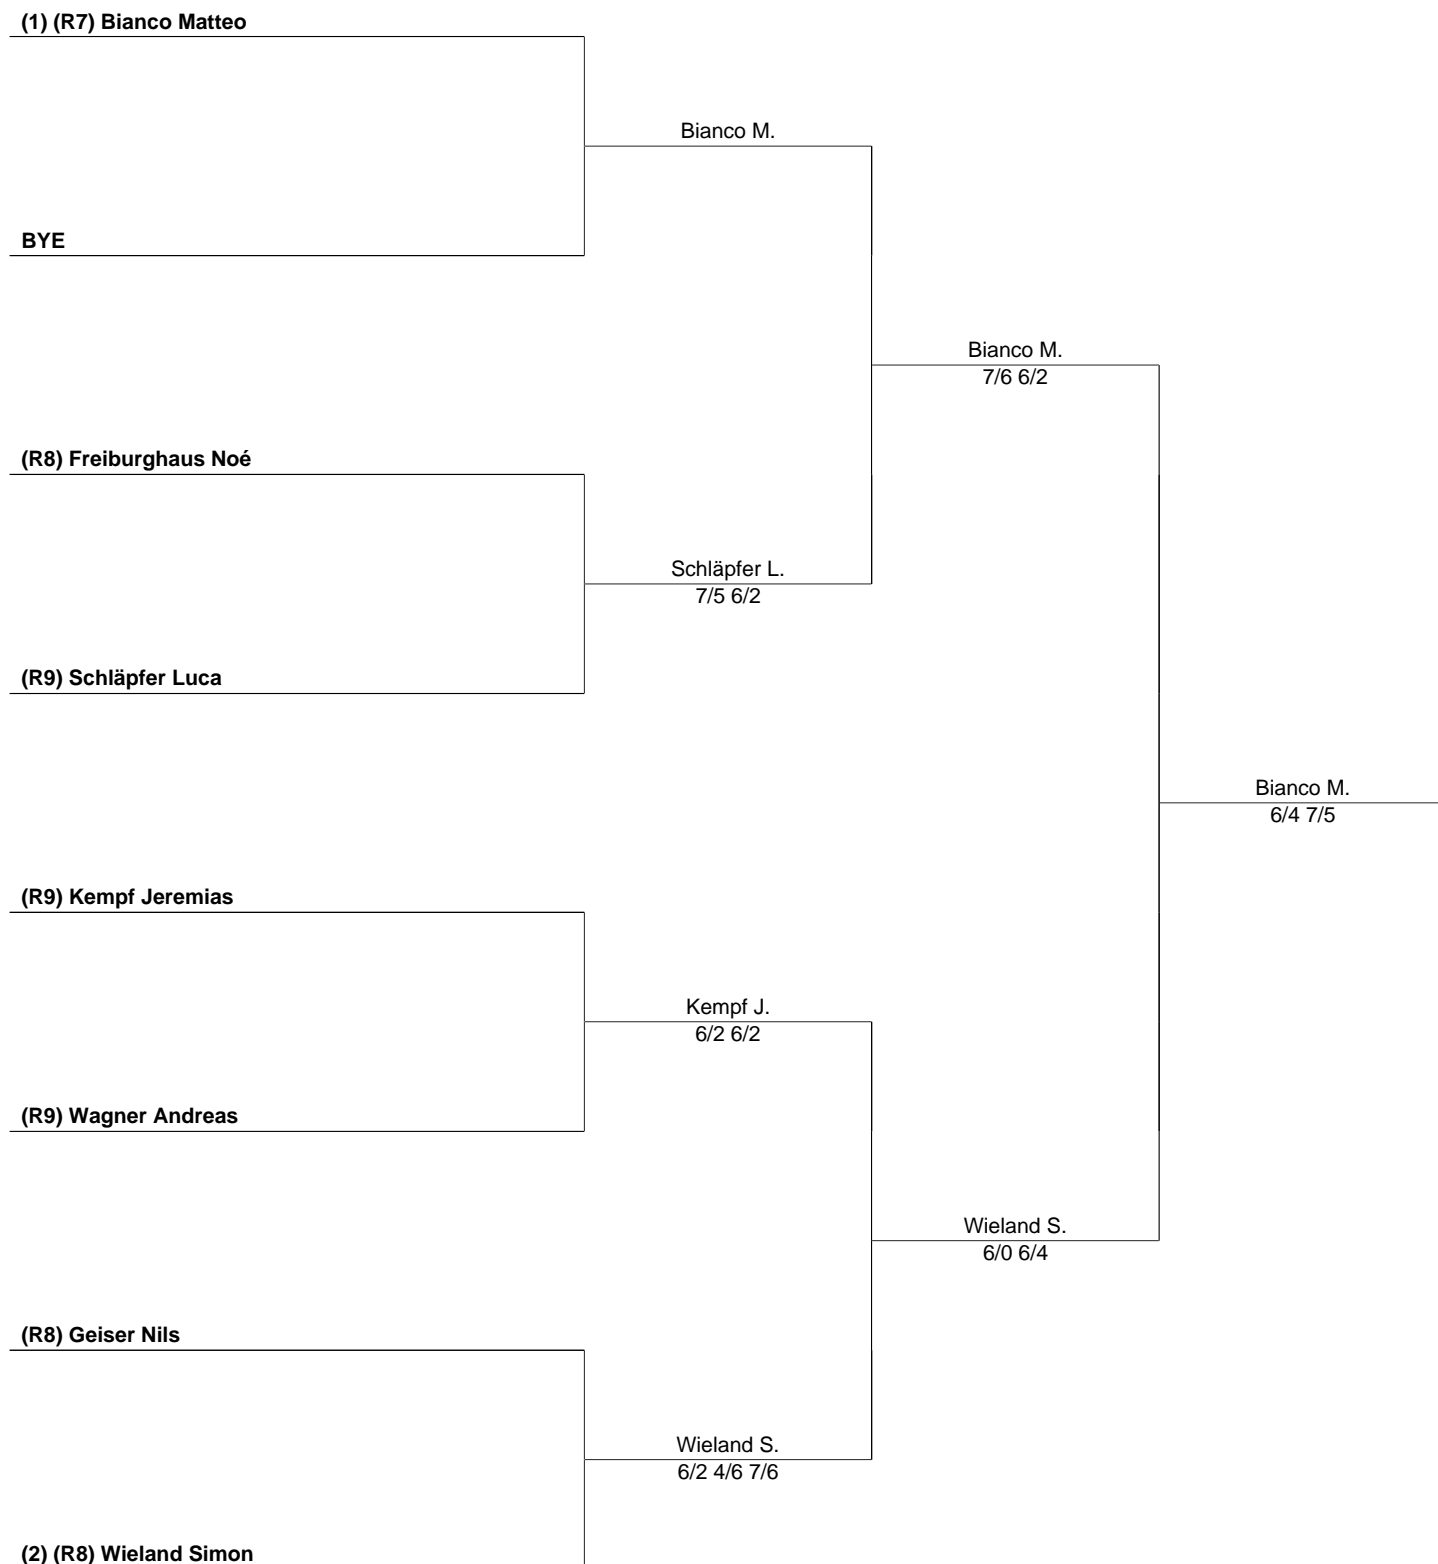 (1) (R7) Bianco Matteo
Bianco M.
BYE
Bianco M.
7/6 6/2
(R8) Freiburghaus Noé
Schläpfer L.
7/5 6/2
(R9) Schläpfer Luca
Bianco M.
6/4 7/5
(R9) Kempf Jeremias
Kempf J.
6/2 6/2
(R9) Wagner Andreas
Wieland S.
6/0 6/4
(R8) Geiser Nils
Wieland S.
6/2 4/6 7/6
(2) (R8) Wieland Simon